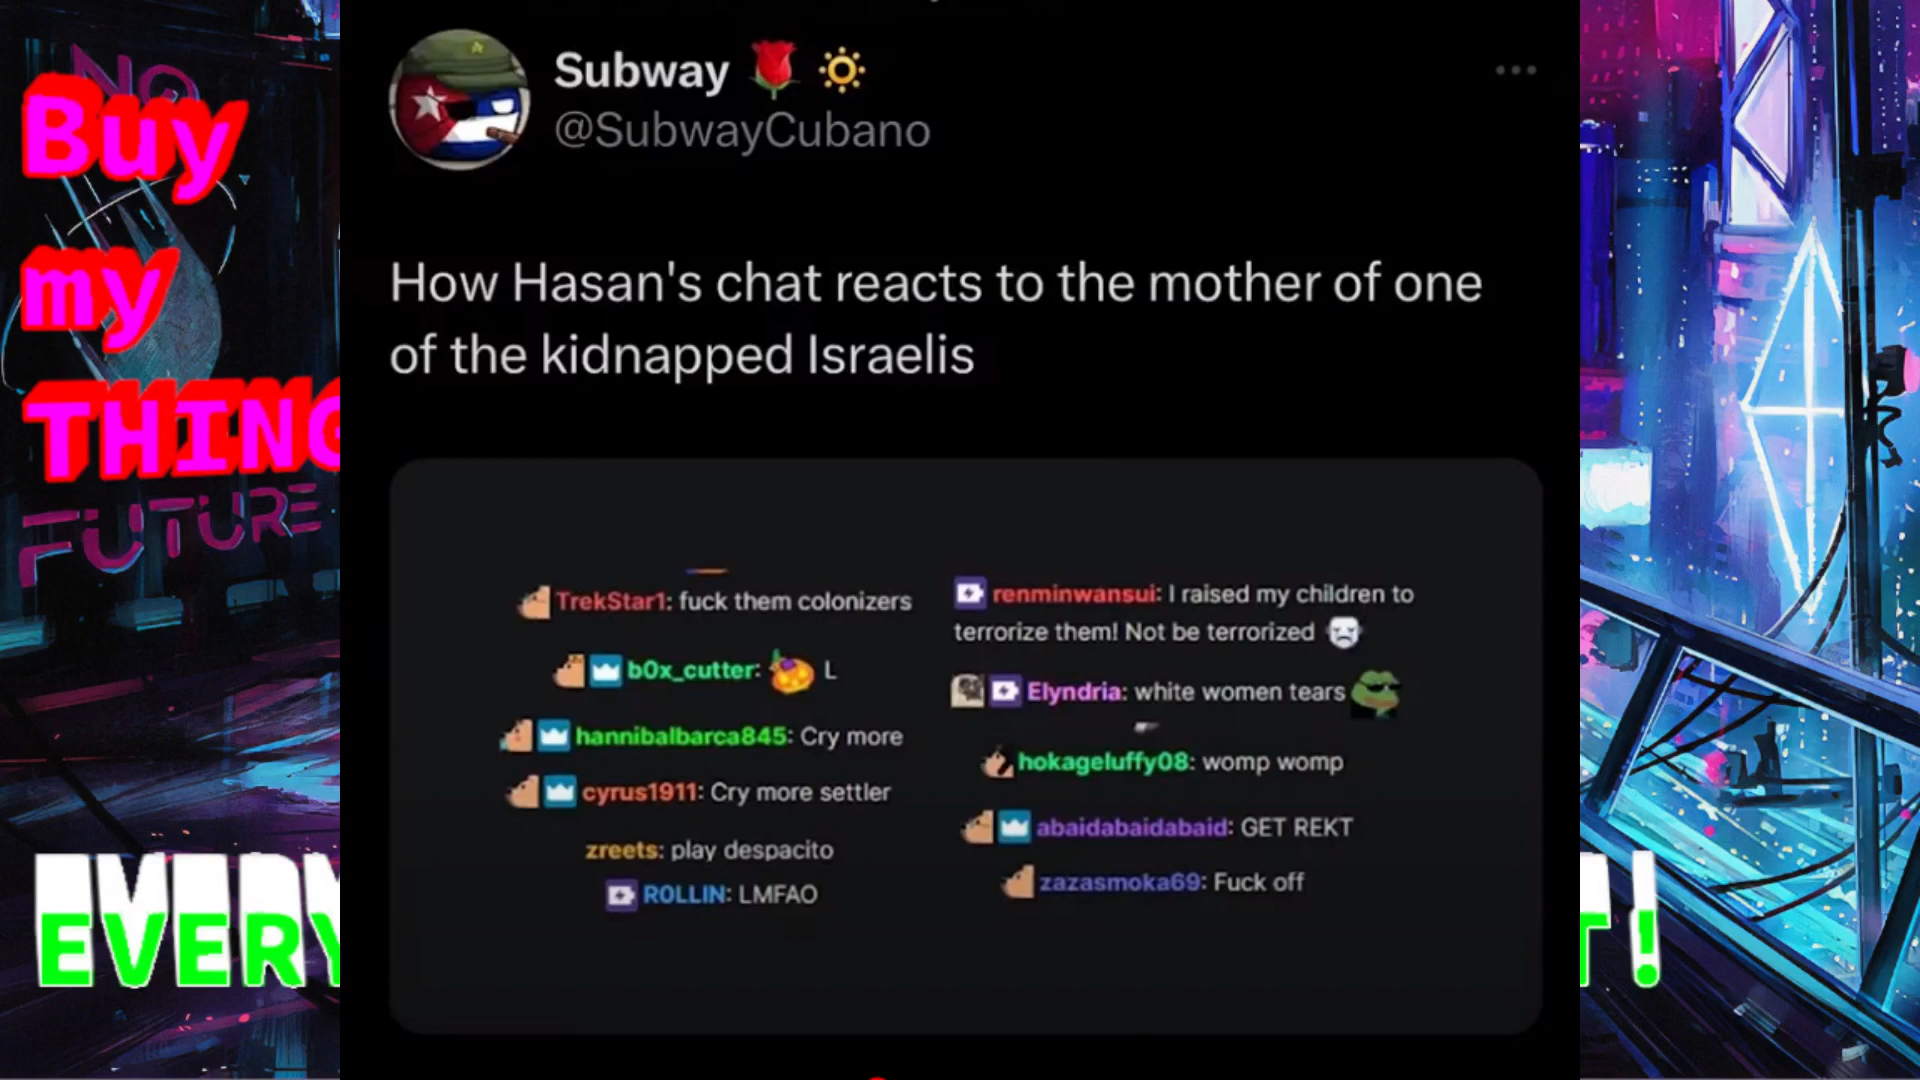 NO
Buy
my
THING
FUTURE
EVERY
T!
Subway
@SubwayCubano
How Hasan's chat reacts to the mother of one
of the kidnapped Israelis
TrekStar1: fuck them colonizers
b0x_cutter: L
hannibalbarca845: Cry more
cyrus1911: Cry more settler
zreets: play despacito
R0LLIN: LMFAO
renminwansui: I raised my children to
terrorize them! Not be terrorized
Elyndria: white women tears
hokageluffy08: womp womp
abaidabaidabaid: GET REKT
zazasmoka69: Fuck off